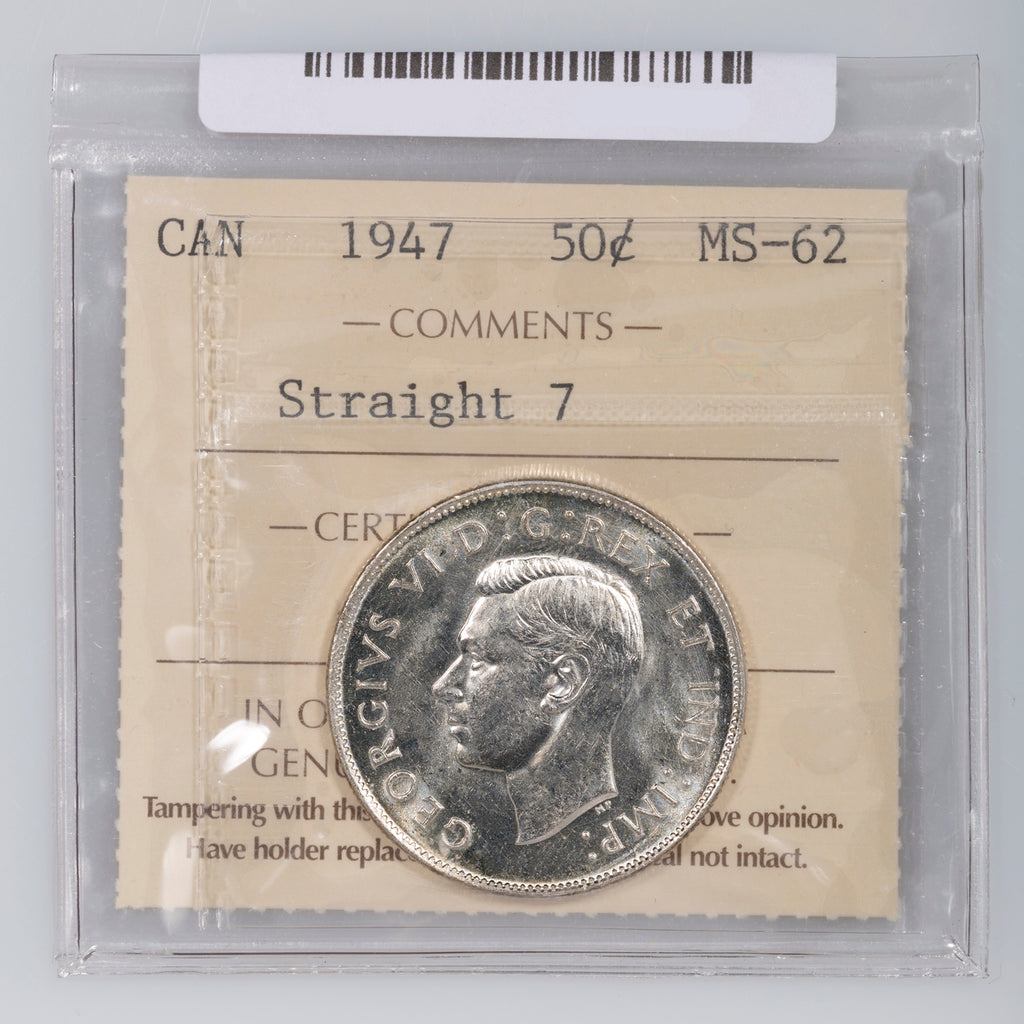 CAN 1947 50¢ MS-62
— COMMENTS —
Straight 7
— CERT —
GEORGIVS VI D:G:REX ET IND:IMP:
HP
IN O
GENU .
Tampering with this ove opinion.
Have holder replac al not intact.